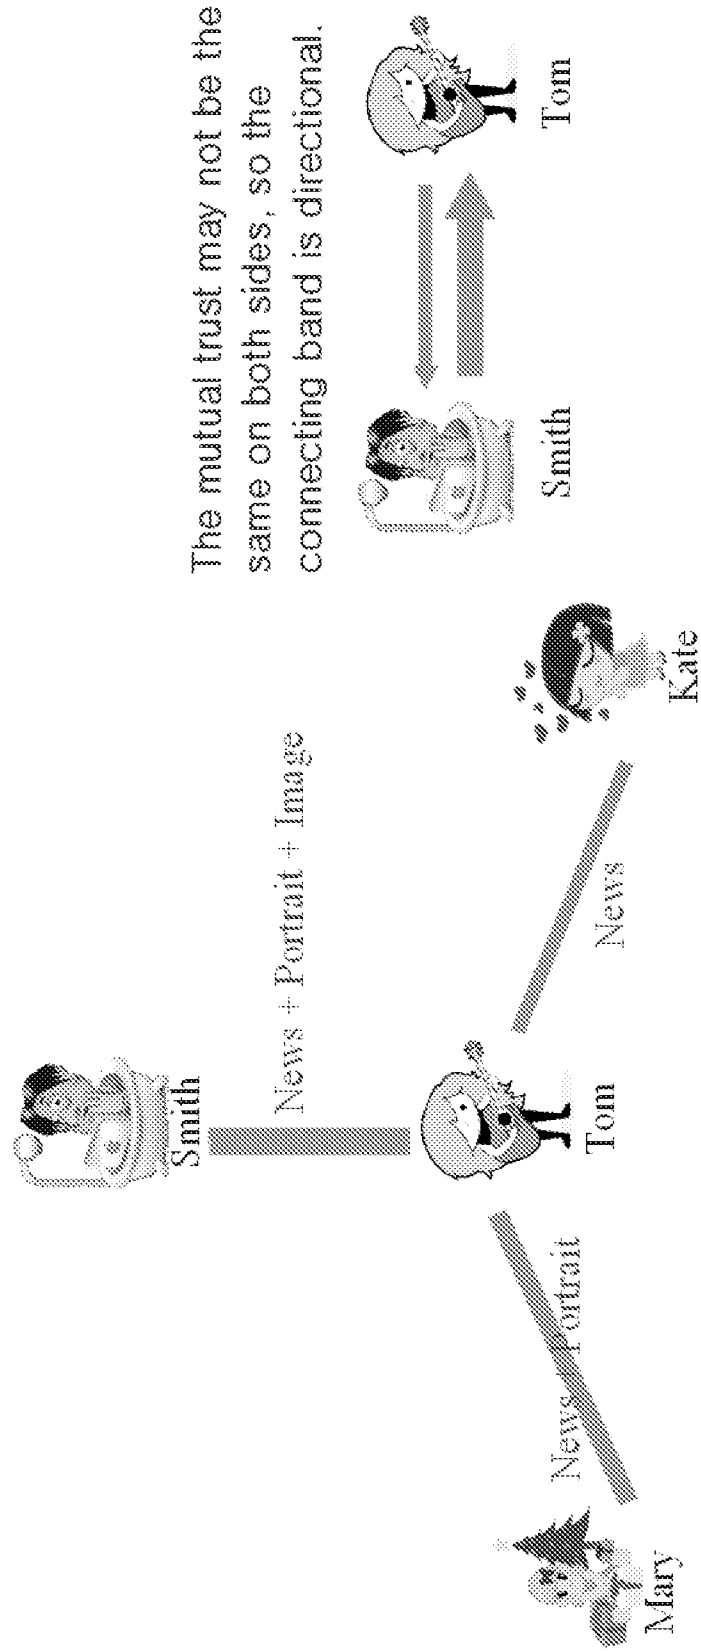 Smith
News + Portrait + Image
Tom
News + Portrait
Mary
News
Kate
The mutual trust may not be the
same on both sides, so the
connecting band is directional.
Smith
Tom